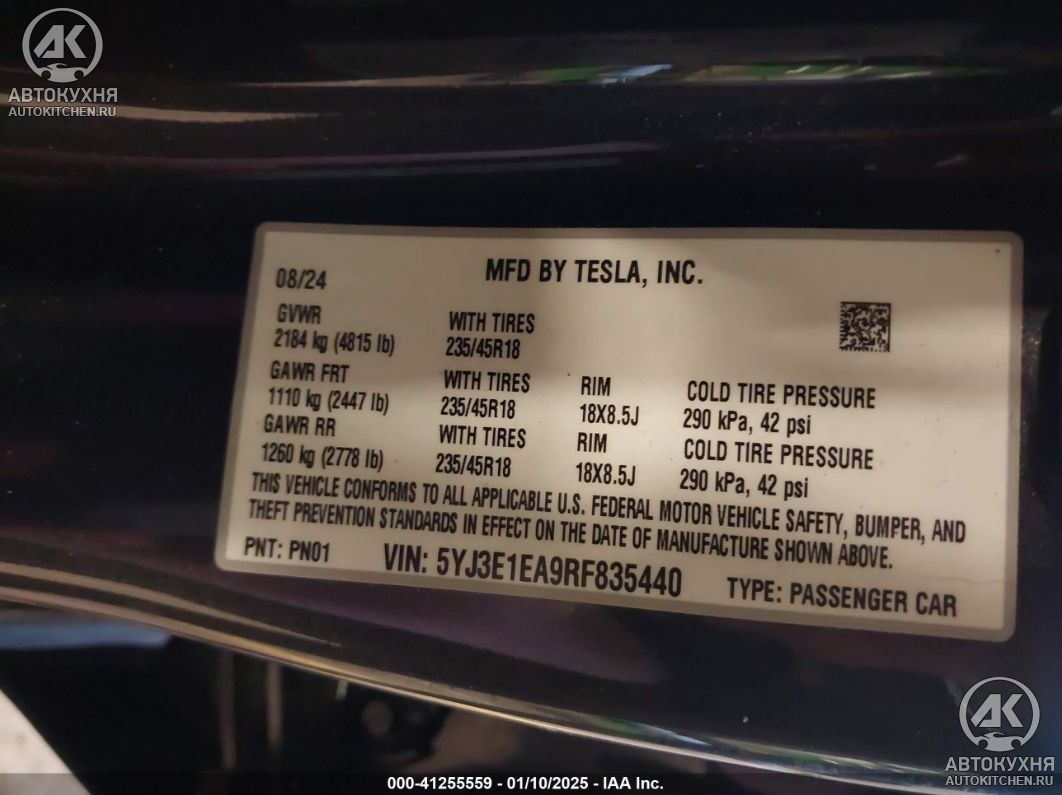 AK
АВТОКУХНЯ
AUTOKITCHEN.RU
MFD BY TESLA, INC.
08/24
GVWR
2184 kg (4815 lb)
WITH TIRES
235/45R18
GAWR FRT
1110 kg (2447 lb)
WITH TIRES
235/45R18
RIM
18X8.5J
COLD TIRE PRESSURE
290 kPa, 42 psi
GAWR RR
1260 kg (2778 lb)
WITH TIRES
235/45R18
RIM
18X8.5J
COLD TIRE PRESSURE
290 kPa, 42 psi
THIS VEHICLE CONFORMS TO ALL APPLICABLE U.S. FEDERAL MOTOR VEHICLE SAFETY, BUMPER, AND
THEFT PREVENTION STANDARDS IN EFFECT ON THE DATE OF MANUFACTURE SHOWN ABOVE.
PNT: PN01
VIN: 5YJ3E1EA9RF835440
TYPE: PASSENGER CAR
AK
АВТОКУХНЯ
AUTOKITCHEN.RU
000-41255559 - 01/10/2025 - IAA Inc.